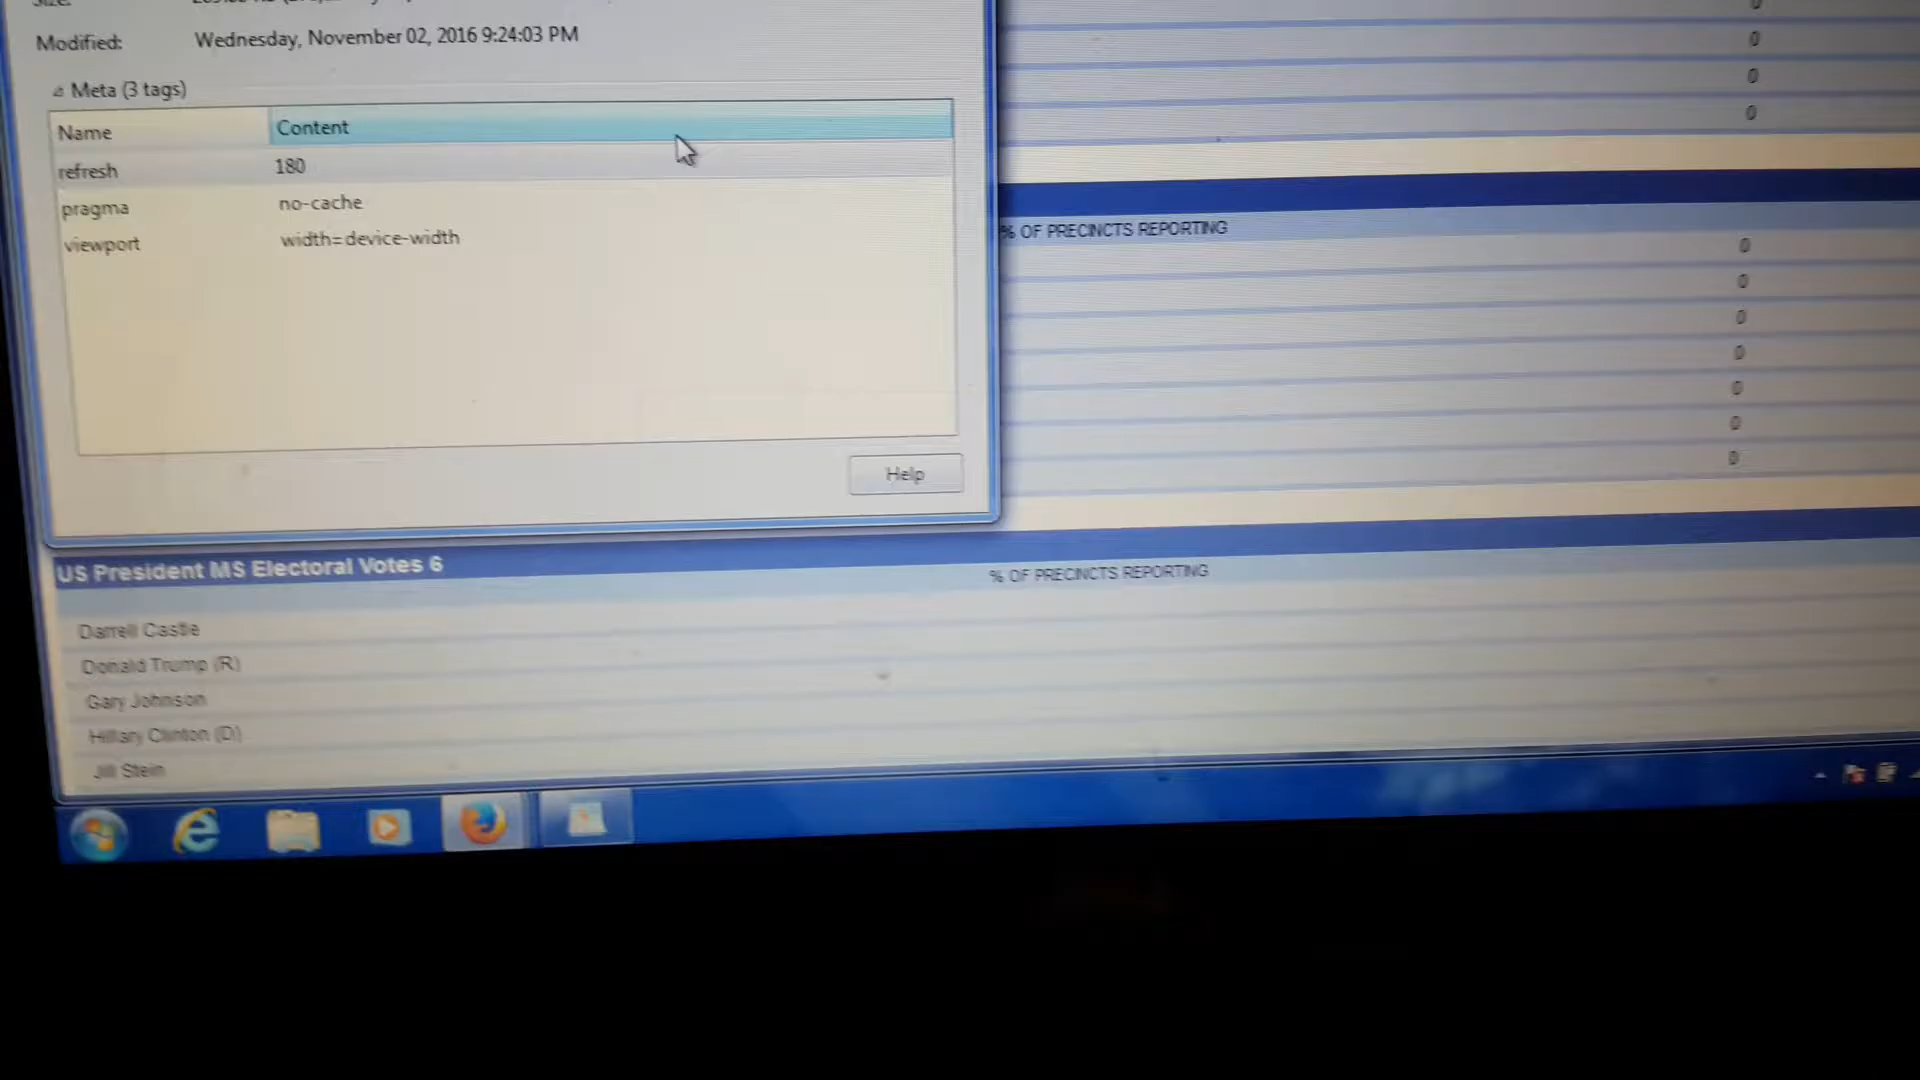 Size:
Modified: Wednesday, November 02, 2016 9:24:03 PM
Meta (3 tags)
Name Content
refresh 180
pragma no-cache
viewport width=device-width
Help
0
0
0
0
% OF PRECINCTS REPORTING
0
0
0
0
0
0
0
US President MS Electoral Votes 6
% OF PRECINCTS REPORTING
Darrell Castle
Donald Trump (R)
Gary Johnson
Hillary Clinton (D)
Jill Stein